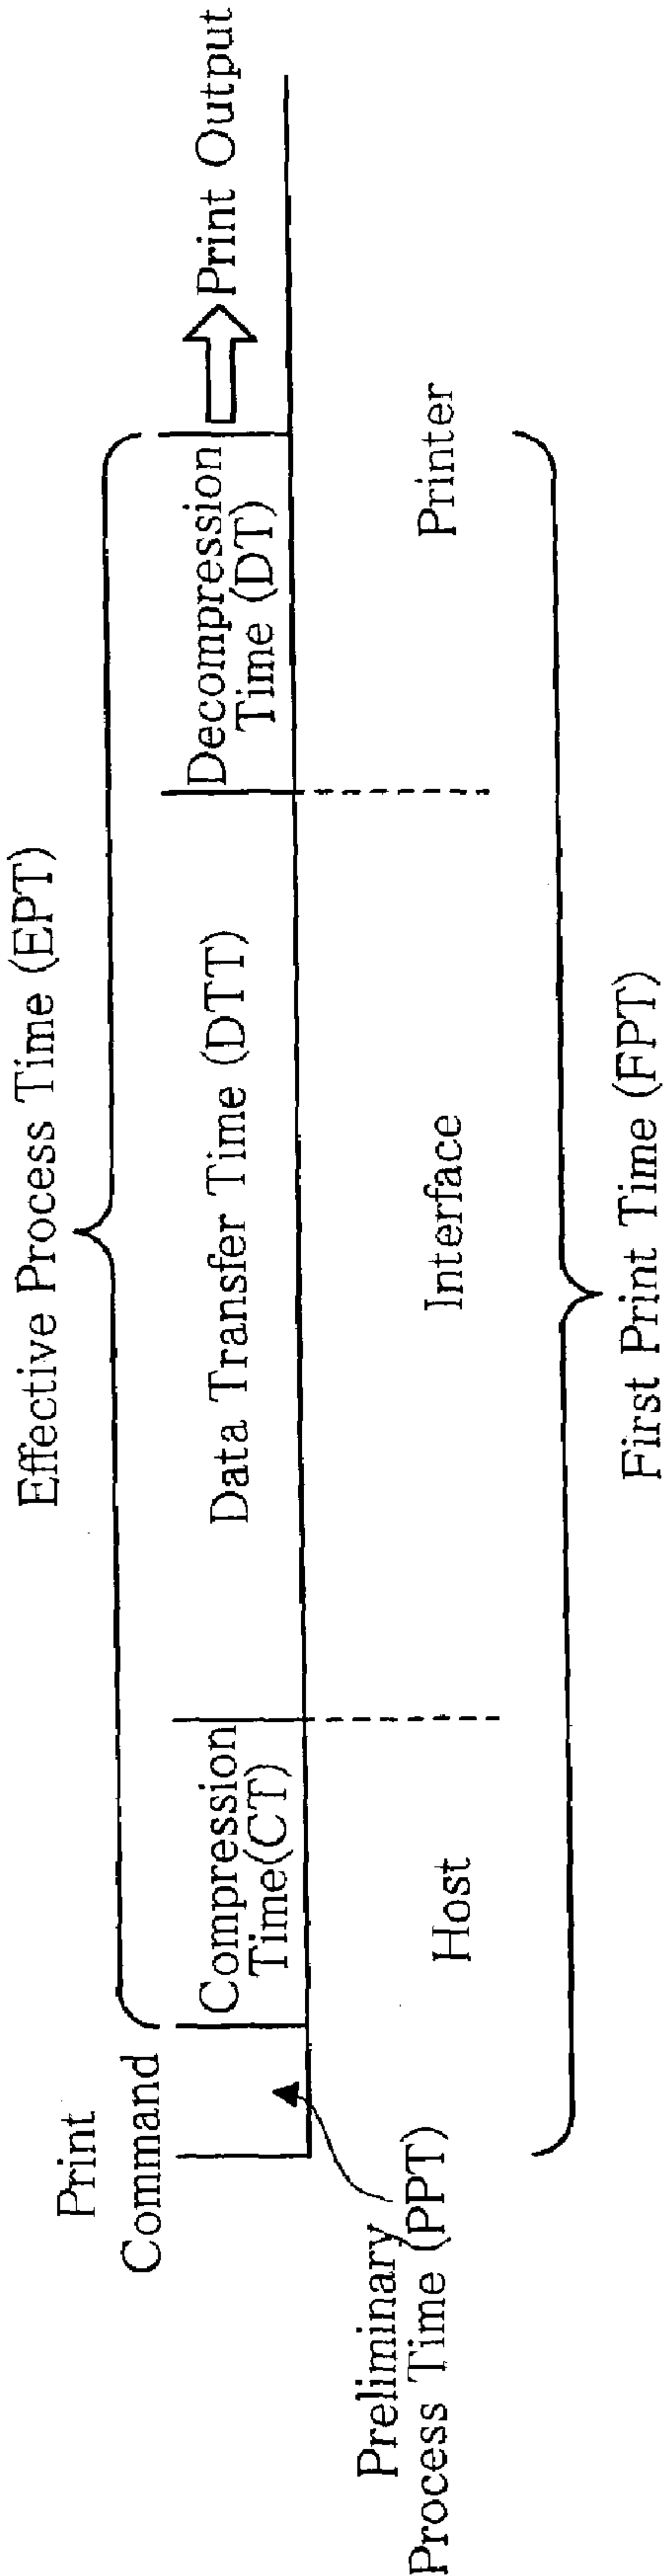 Effective Process Time (EPT)
Print
Command
Compression
Time(CT)
Data Transfer Time (DTT)
Decompression
Time (DT)
Print Output
Preliminary
Process Time (PPT)
Host
Interface
Printer
First Print Time (FPT)